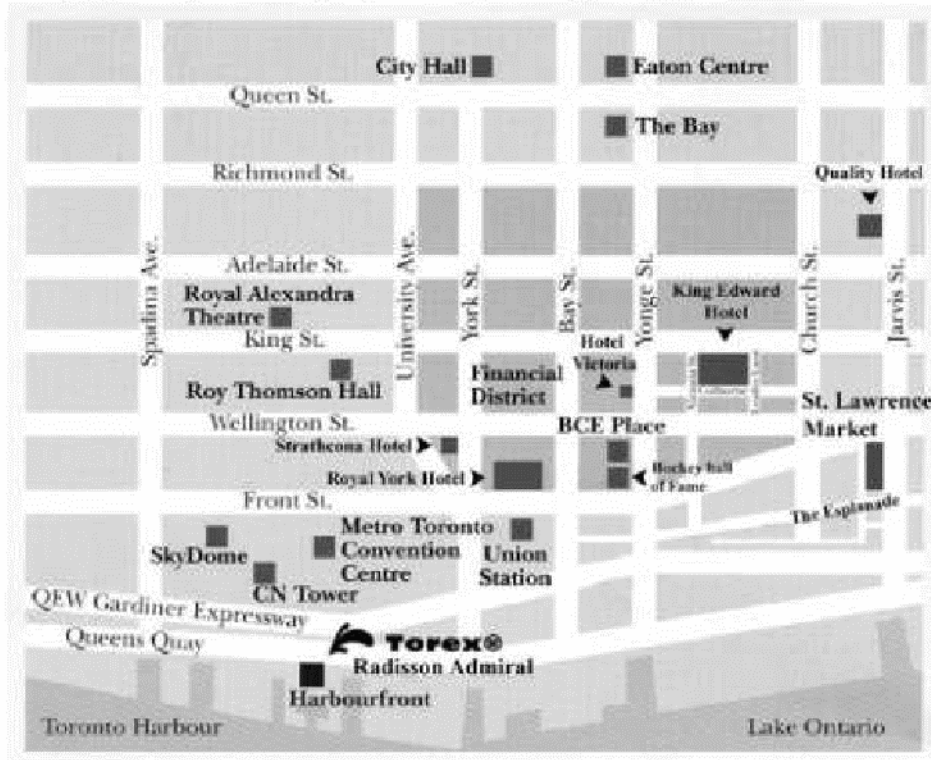 City Hall
Eaton Centre
Queen St.
The Bay
Richmond St.
Quality Hotel
Spadina Ave.
University Ave.
York St.
Bay St.
Yonge St.
Church St.
Jarvis St.
Adelaide St.
Royal Alexandra
Theatre
King Edward
Hotel
King St.
Hotel
Victoria
Roy Thomson Hall
Financial
District
St. Lawrence
Market
Wellington St.
BCE Place
Strathcona Hotel
Royal York Hotel
Hockey hall
of Fame
Front St.
The Esplanade
SkyDome
Metro Toronto
Convention
Centre
Union
Station
CN Tower
QEW Gardiner Expressway
Queens Quay
Torex®
Radisson Admiral
Harbourfront
Toronto Harbour
Lake Ontario